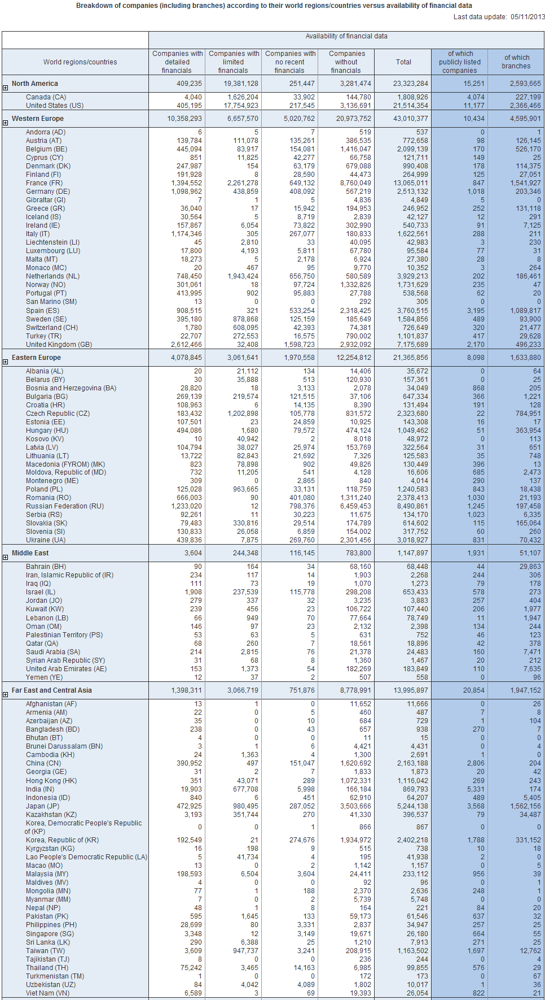 Breakdown of companies (including branches) according to their world regions/countries versus availability of financial data
Last data update: 05/11/2013
Availability of financial data
World regions/countries Companies with detailed financials Companies with limited financials Companies with no recent financials Companies without financials Total of which publicly listed companies of which branches
North America 409,235 19,381,128 251,447 3,281,474 23,323,284 15,251 2,593,665
Canada (CA) 4,040 1,626,204 33,902 144,780 1,808,926 4,074 227,199
United States (US) 405,195 17,754,923 217,545 3,136,691 21,514,354 11,177 2,366,466
Western Europe 10,358,293 6,657,570 5,020,762 20,973,752 43,010,377 10,434 4,595,901
Andorra (AD) 6 5 7 519 537 0 1
Austria (AT) 139,784 111,078 135,261 386,535 772,658 98 126,145
Belgium (BE) 445,094 83,917 154,081 1,416,047 2,099,139 170 526,170
Cyprus (CY) 851 11,825 42,277 66,758 121,711 149 25
Denmark (DK) 247,987 154 63,179 679,088 990,408 178 114,375
Finland (FI) 191,928 8 28,590 44,473 264,999 125 27,051
France (FR) 1,394,552 2,261,278 649,132 8,760,049 13,065,011 847 1,541,927
Germany (DE) 1,098,962 438,859 408,092 567,219 2,513,132 1,018 203,346
Gibraltar (GI) 7 1 5 4,836 4,849 5 0
Greece (GR) 36,040 17 15,942 194,953 246,952 252 131,118
Iceland (IS) 30,564 5 8,719 2,839 42,127 12 291
Ireland (IE) 157,867 6,054 73,822 302,990 540,733 91 7,125
Italy (IT) 1,174,346 305 267,077 180,833 1,622,561 288 211
Liechtenstein (LI) 45 2,810 33 40,095 42,983 3 230
Luxembourg (LU) 17,800 4,193 5,811 67,780 95,584 77 31
Malta (MT) 18,273 5 2,178 6,924 27,380 28 8
Monaco (MC) 20 467 95 9,770 10,352 3 264
Netherlands (NL) 748,450 1,943,424 656,750 580,589 3,929,213 202 186,461
Norway (NO) 301,061 18 97,724 1,332,826 1,731,629 235 47
Portugal (PT) 413,995 902 95,883 27,788 538,568 62 20
San Marino (SM) 13 0 0 292 305 0 0
Spain (ES) 908,515 321 533,254 2,318,425 3,760,515 3,195 1,089,817
Sweden (SE) 395,180 878,868 125,159 185,649 1,584,856 489 93,900
Switzerland (CH) 1,780 608,095 42,393 74,381 726,649 320 21,477
Turkey (TR) 22,707 272,553 16,575 790,002 1,101,837 417 29,628
United Kingdom (GB) 2,612,466 32,408 1,598,723 2,932,092 7,175,689 2,170 496,233
Eastern Europe 4,078,845 3,061,641 1,970,558 12,254,812 21,365,856 8,098 1,633,880
Albania (AL) 20 21,112 134 14,406 35,672 0 64
Belarus (BY) 30 35,888 513 120,930 157,361 0 25
Bosnia and Herzegovina (BA) 28,820 18 3,133 2,078 34,049 868 205
Bulgaria (BG) 269,139 219,574 121,515 37,106 647,334 366 1,221
Croatia (HR) 108,963 6 14,135 8,390 131,494 191 128
Czech Republic (CZ) 183,432 1,202,898 105,778 831,572 2,323,680 22 784,951
Estonia (EE) 107,501 23 24,859 10,925 143,308 16 17
Hungary (HU) 494,086 1,680 79,572 474,124 1,049,462 51 363,954
Kosovo (KV) 10 40,942 2 8,018 48,972 0 113
Latvia (LV) 104,794 38,027 25,974 153,769 322,564 31 651
Lithuania (LT) 13,722 82,843 21,692 7,326 125,583 35 748
Macedonia (FYROM) (MK) 823 78,898 902 49,826 130,449 396 13
Moldova, Republic of (MD) 732 11,205 541 4,128 16,606 685 2,473
Montenegro (ME) 309 0 2,865 840 4,014 290 137
Poland (PL) 125,028 963,665 33,131 118,759 1,240,583 843 18,438
Romania (RO) 666,003 90 401,080 1,311,240 2,378,413 1,030 21,193
Russian Federation (RU) 1,233,020 12 798,376 6,459,453 8,490,861 1,245 197,458
Serbia (RS) 92,261 11 30,223 11,675 134,170 1,023 6,335
Slovakia (SK) 79,483 330,816 29,514 174,789 614,602 115 165,064
Slovenia (SI) 130,833 26,058 6,859 154,002 317,752 60 260
Ukraine (UA) 439,836 7,875 269,760 2,301,456 3,018,927 831 70,432
Middle East 3,604 244,348 116,145 783,800 1,147,897 1,931 51,107
Bahrain (BH) 90 164 34 68,160 68,448 44 29,863
Iran, Islamic Republic of (IR) 234 117 14 1,903 2,268 244 306
Iraq (IQ) 111 73 19 1,070 1,273 79 178
Israel (IL) 1,908 237,539 115,778 298,208 653,433 578 273
Jordan (JO) 279 337 32 3,235 3,883 257 404
Kuwait (KW) 239 456 23 106,722 107,440 206 1,977
Lebanon (LB) 66 949 70 77,664 78,749 11 1,947
Oman (OM) 146 97 23 2,132 2,398 134 244
Palestinian Territory (PS) 53 63 5 631 752 46 123
Qatar (QA) 68 260 7 18,561 18,896 42 378
Saudi Arabia (SA) 214 2,815 76 21,378 24,483 160 7,471
Syrian Arab Republic (SY) 31 68 8 1,360 1,467 20 212
United Arab Emirates (AE) 153 1,373 54 182,269 183,849 110 7,635
Yemen (YE) 12 37 2 507 558 0 96
Far East and Central Asia 1,398,311 3,066,719 751,876 8,778,991 13,995,897 20,854 1,947,152
Afghanistan (AF) 13 1 0 11,652 11,666 0 26
Armenia (AM) 22 0 5 460 487 7 8
Azerbaijan (AZ) 35 0 10 684 729 1 104
Bangladesh (BD) 238 0 43 657 938 270 7
Bhutan (BT) 4 0 0 11 15 0 0
Brunei Darussalam (BN) 3 1 6 4,421 4,431 0 4
Cambodia (KH) 24 1,363 4 1,300 2,691 1 0
China (CN) 390,952 497 151,047 1,620,692 2,163,188 2,806 204
Georgia (GE) 31 2 7 1,833 1,873 20 42
Hong Kong (HK) 351 43,071 289 1,072,331 1,116,042 269 243
India (IN) 19,903 677,708 5,998 166,184 869,793 5,331 174
Indonesia (ID) 840 6 451 62,910 64,207 489 5,405
Japan (JP) 472,925 980,495 287,052 3,503,666 5,244,138 3,568 1,562,156
Kazakhstan (KZ) 3,193 351,744 270 41,330 396,537 79 34,487
Korea, Democratic People's Republic
of (KP) 0 0 1 866 867 0 0
Korea, Republic of (KR) 192,549 21 274,676 1,934,972 2,402,218 1,788 331,152
Kyrgyzstan (KG) 16 198 9 515 738 10 18
Lao People's Democratic Republic (LA) 5 41,734 4 195 41,938 2 0
Macao (MO) 13 0 2 1,142 1,157 0 5
Malaysia (MY) 198,593 6,504 3,604 24,411 233,112 956 39
Maldives (MV) 4 0 0 92 96 0 1
Mongolia (MN) 77 1 188 2,370 2,636 248 1
Myanmar (MM) 7 0 2 5,739 5,748 0 0
Nepal (NP) 48 1 8 164 221 84 20
Pakistan (PK) 595 1,645 133 59,173 61,546 637 32
Philippines (PH) 28,699 80 3,331 2,837 34,947 257 25
Singapore (SG) 3,348 12 3,149 19,671 26,180 664 55
Sri Lanka (LK) 290 6,388 25 1,210 7,913 271 25
Taiwan (TW) 3,609 947,737 3,241 208,915 1,163,502 1,697 12,762
Tajikistan (TJ) 8 0 0 236 244 0 4
Thailand (TH) 75,242 3,465 14,163 6,985 99,855 576 29
Turkmenistan (TM) 1 0 0 172 173 0 67
Uzbekistan (UZ) 84 4,042 4,089 1,802 10,017 1 36
Viet Nam (VN) 6,589 3 69 19,393 26,054 822 21